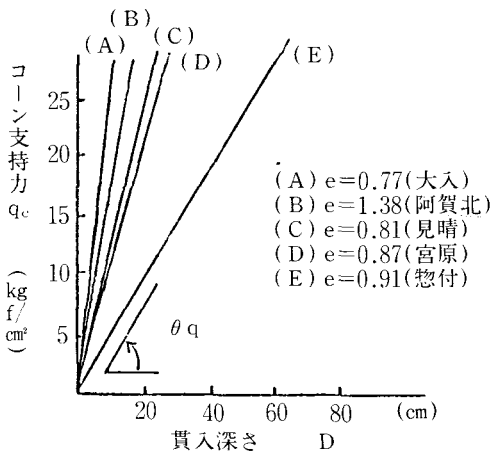 (A)
(B)
(C)
(D)
(E)
コーン支持力 qc (kgf/cm²)
25
20
15
10
5
(A) e=0.77(大入)
(B) e=1.38(阿賀北)
(C) e=0.81(見晴)
(D) e=0.87(宮原)
(E) e=0.91(惣付)
θq
20 40 60 80 (cm)
貫入深さ D